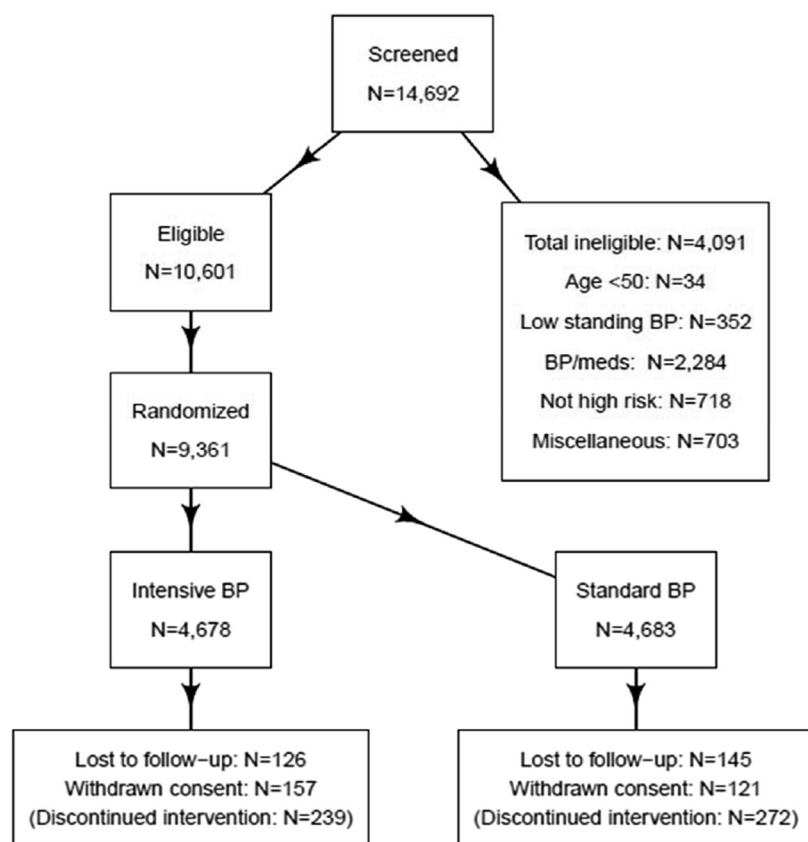 Screened
N=14,692
Eligible
N=10,601
Total ineligible: N=4,091
Age <50: N=34
Low standing BP: N=352
BP/meds: N=2,284
Not high risk: N=718
Miscellaneous: N=703
Randomized
N=9,361
Intensive BP
N=4,678
Standard BP
N=4,683
Lost to follow−up: N=126
Withdrawn consent: N=157
(Discontinued intervention: N=239)
Lost to follow−up: N=145
Withdrawn consent: N=121
(Discontinued intervention: N=272)